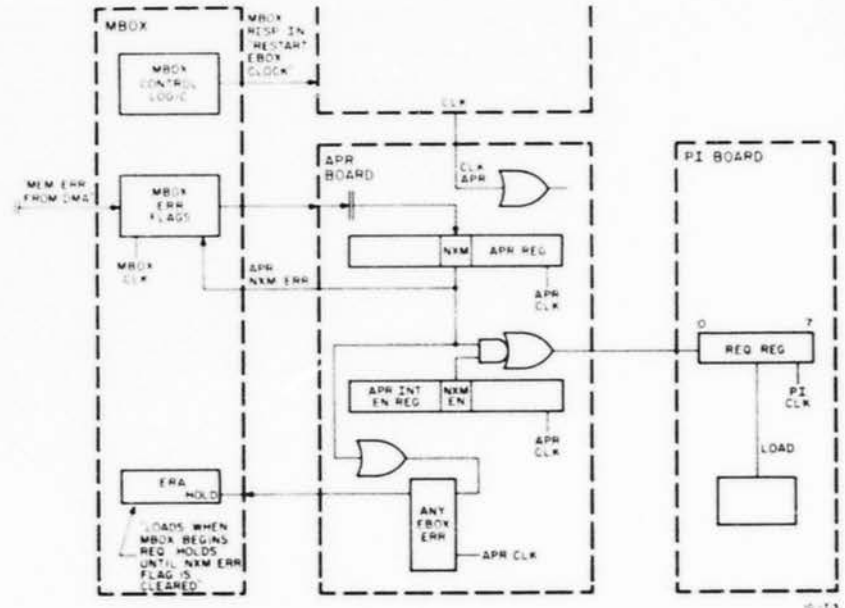 MBOX
MBOX
CONTROL
LOGIC
MBOX
RESP IN
"RESTART
EBOX
CLOCK"
CLK
APR
BOARD
CLK
APR
PI BOARD
"MEM ERR
FROM DMA"
MBOX
ERR
FLAGS
MBOX
CLK
APR
NXM ERR
NXM
APR REG
APR
CLK
0
7
REQ REG
PI
CLK
LOAD
APR INT
EN REG
NXM
EN
APR
CLK
ERA
HOLD
"LOADS WHEN
MBOX BEGINS
REQ HOLDS
UNTIL NXM ERR
FLAG IS
CLEARED"
ANY
EBOX
ERR
APR CLK